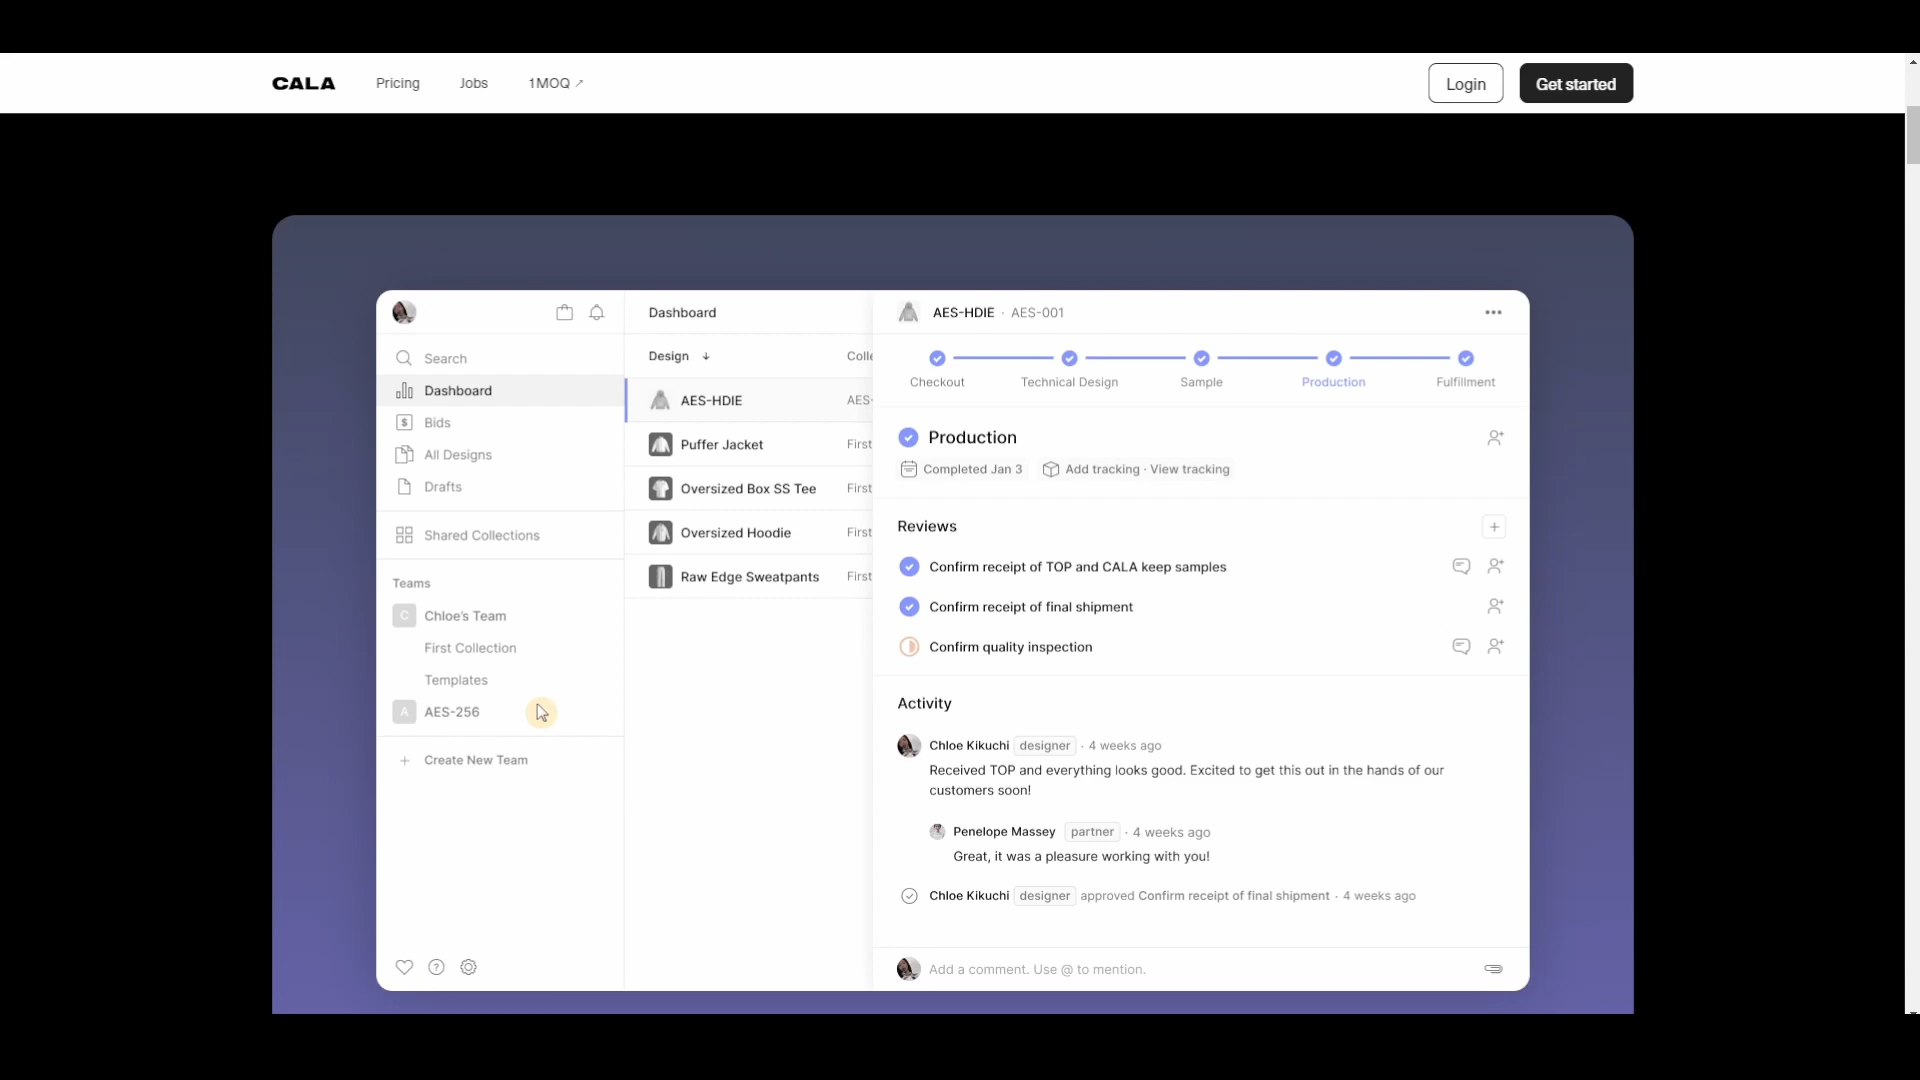 CALA
Pricing
Jobs
1MOQ ↗
Login
Get started
Search
Dashboard
Bids
All Designs
Drafts
Shared Collections
Teams
C
Chloe's Team
First Collection
Templates
A
AES-256
+ Create New Team
Dashboard
Design ↓
Colle
AES-HDIE
AES-
Puffer Jacket
First
Oversized Box SS Tee
First
Oversized Hoodie
First
Raw Edge Sweatpants
First
AES-HDIE · AES-001
Checkout
Technical Design
Sample
Production
Fulfillment
Production
Completed Jan 3
Add tracking · View tracking
Reviews
Confirm receipt of TOP and CALA keep samples
Confirm receipt of final shipment
Confirm quality inspection
Activity
Chloe Kikuchi designer · 4 weeks ago
Received TOP and everything looks good. Excited to get this out in the hands of our
customers soon!
Penelope Massey partner · 4 weeks ago
Great, it was a pleasure working with you!
Chloe Kikuchi designer approved Confirm receipt of final shipment · 4 weeks ago
Add a comment. Use @ to mention.